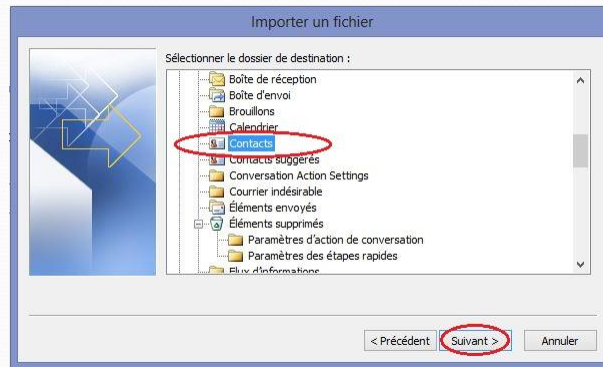 Importer un fichier
Sélectionner le dossier de destination :
Boîte de réception
Boîte d'envoi
Brouillons
Calendrier
Contacts
Contacts suggérés
Conversation Action Settings
Courrier indésirable
Éléments envoyés
Éléments supprimés
Paramètres d'action de conversation
Paramètres des étapes rapides
Flux d'informations
< Précédent Suivant > Annuler